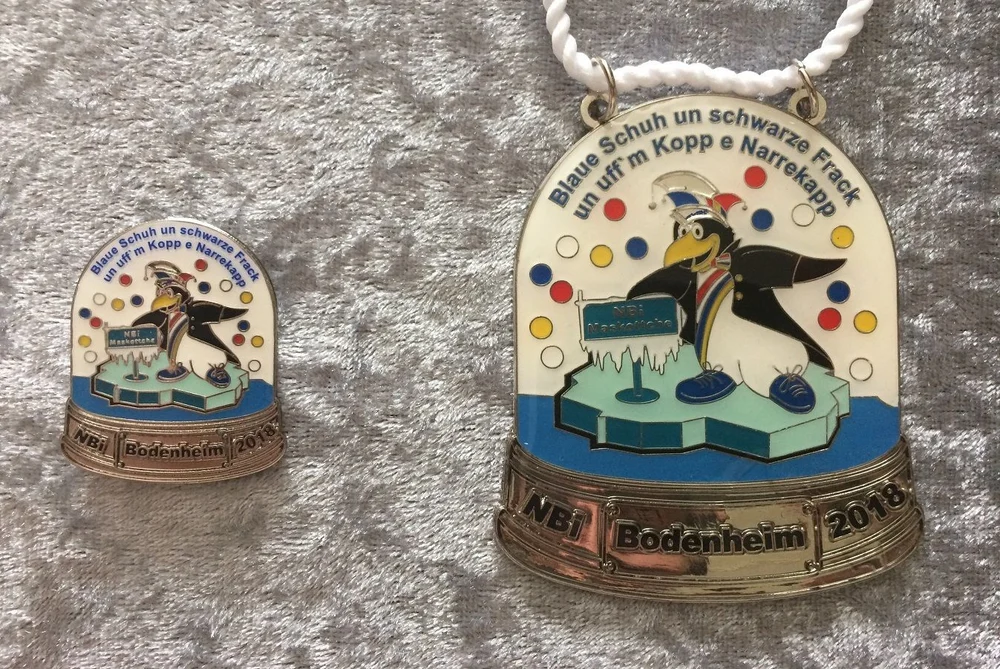 Blaue Schuh un schwarze Frack
un uff'm Kopp e Narrekapp
NBi
Maskottche
NBi Bodenheim 2018
Blaue Schuh un schwarze Frack
un uff'm Kopp e Narrekapp
NBi
Maskottche
NBi Bodenheim 2018